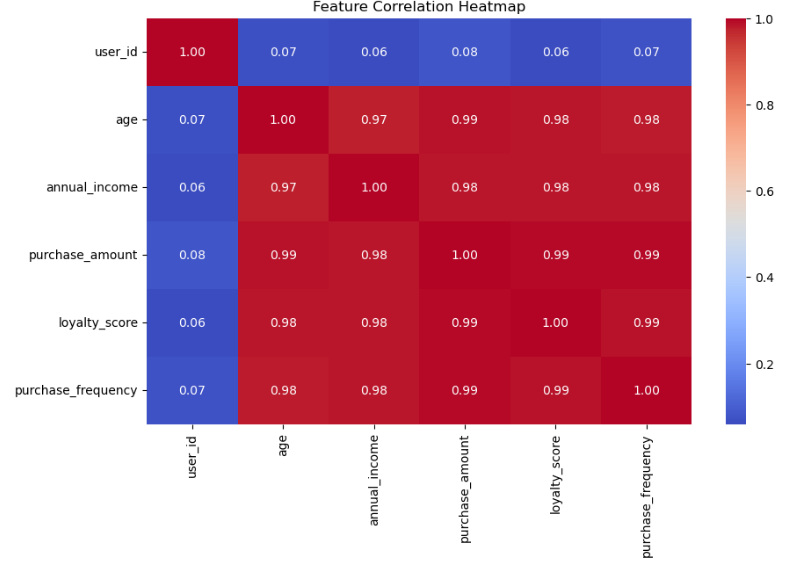 Feature Correlation Heatmap
user_id 1.00 0.07 0.06 0.08 0.06 0.07
age 0.07 1.00 0.97 0.99 0.98 0.98
annual_income 0.06 0.97 1.00 0.98 0.98 0.98
purchase_amount 0.08 0.99 0.98 1.00 0.99 0.99
loyalty_score 0.06 0.98 0.98 0.99 1.00 0.99
purchase_frequency 0.07 0.98 0.98 0.99 0.99 1.00
user_id
age
annual_income
purchase_amount
loyalty_score
purchase_frequency
1.0
0.8
0.6
0.4
0.2